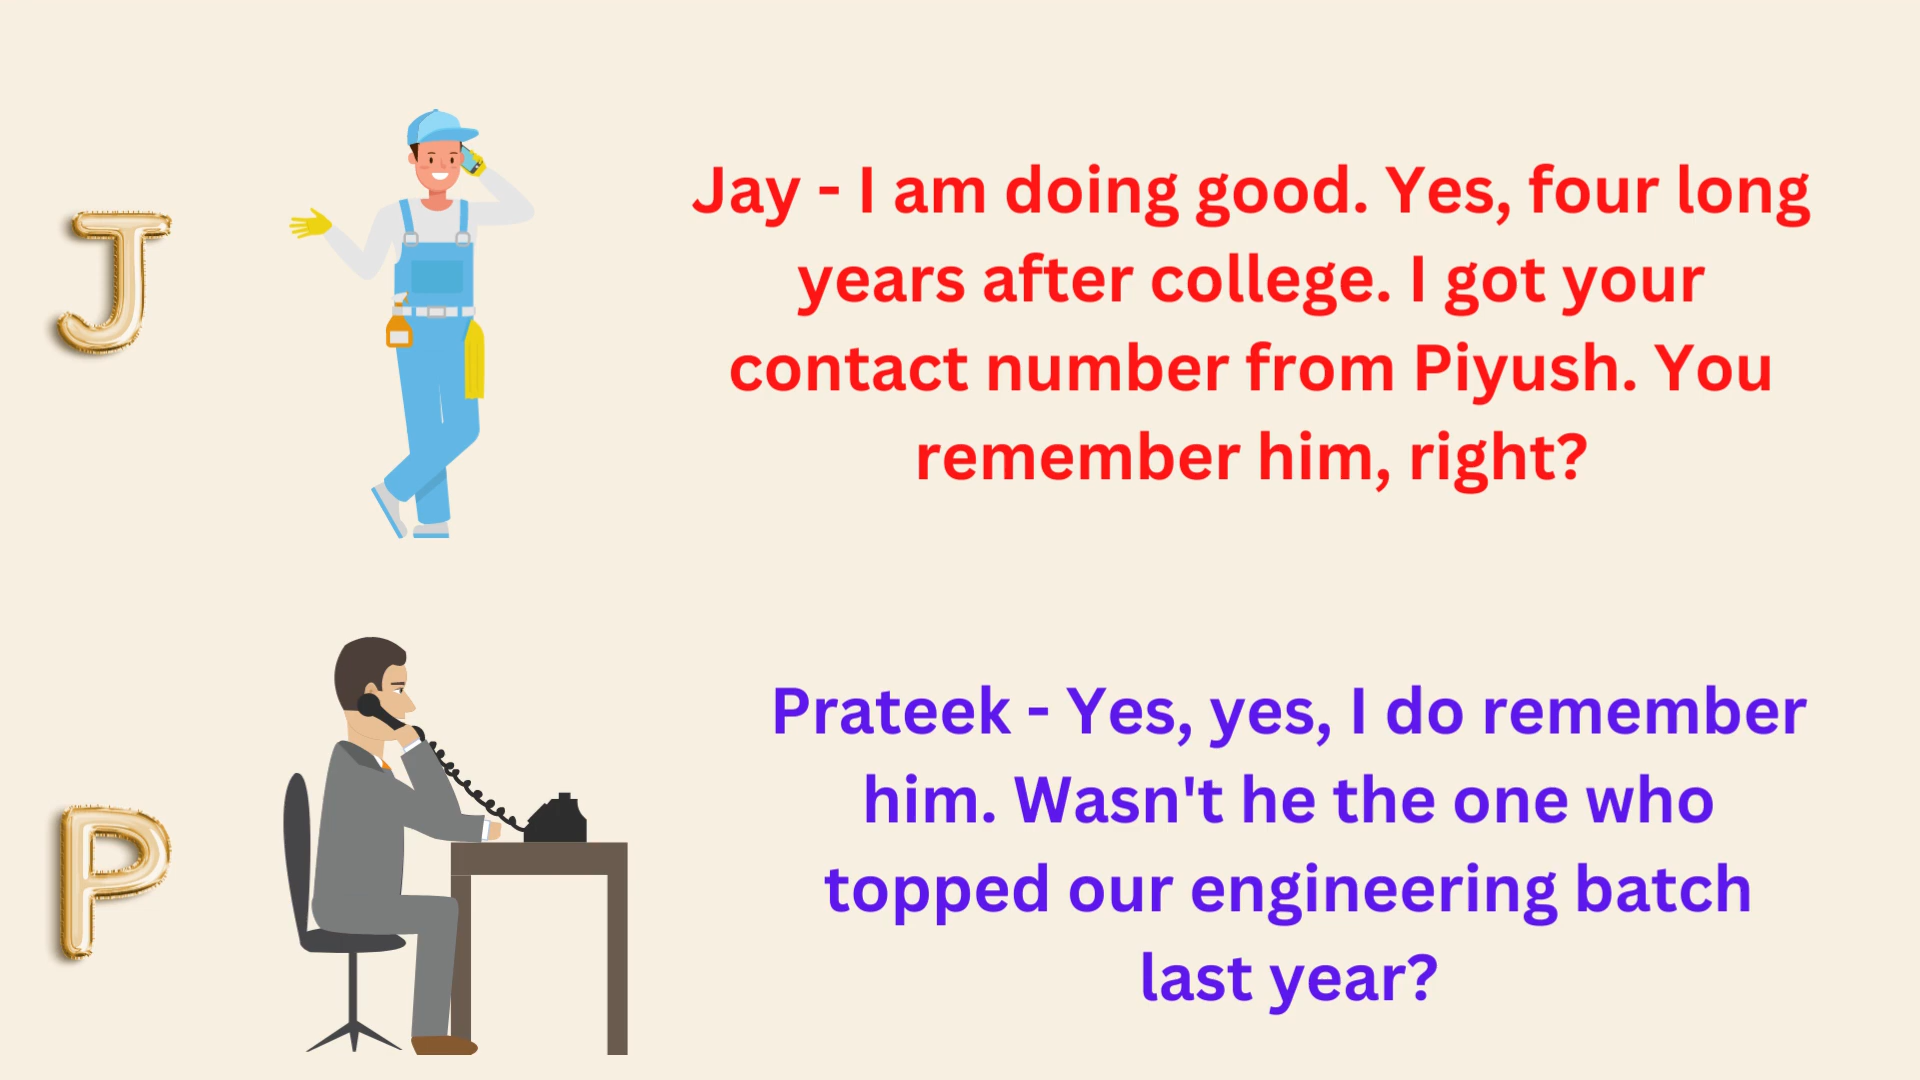 J
Jay - I am doing good. Yes, four long
years after college. I got your
contact number from Piyush. You
remember him, right?
P
Prateek - Yes, yes, I do remember
him. Wasn't he the one who
topped our engineering batch
last year?